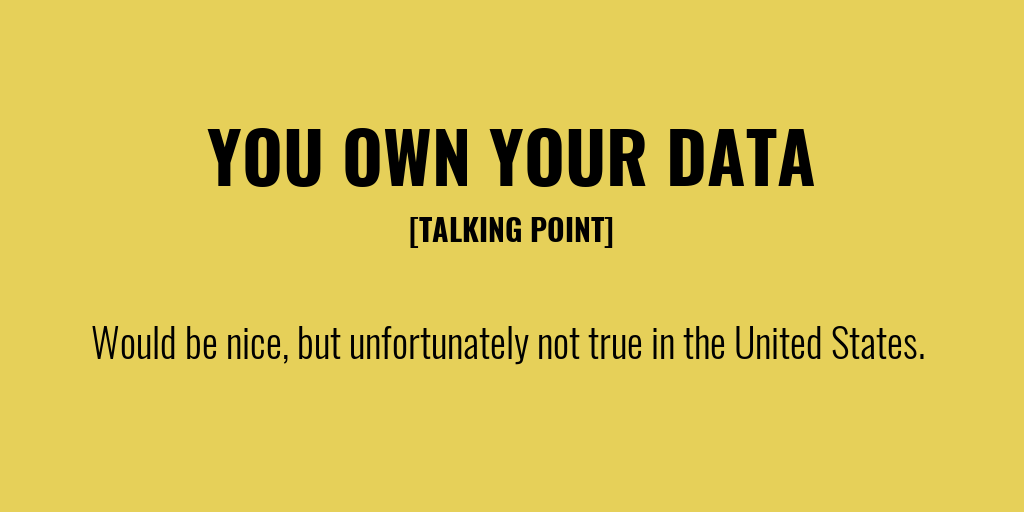 YOU OWN YOUR DATA
[TALKING POINT]
Would be nice, but unfortunately not true in the United States.